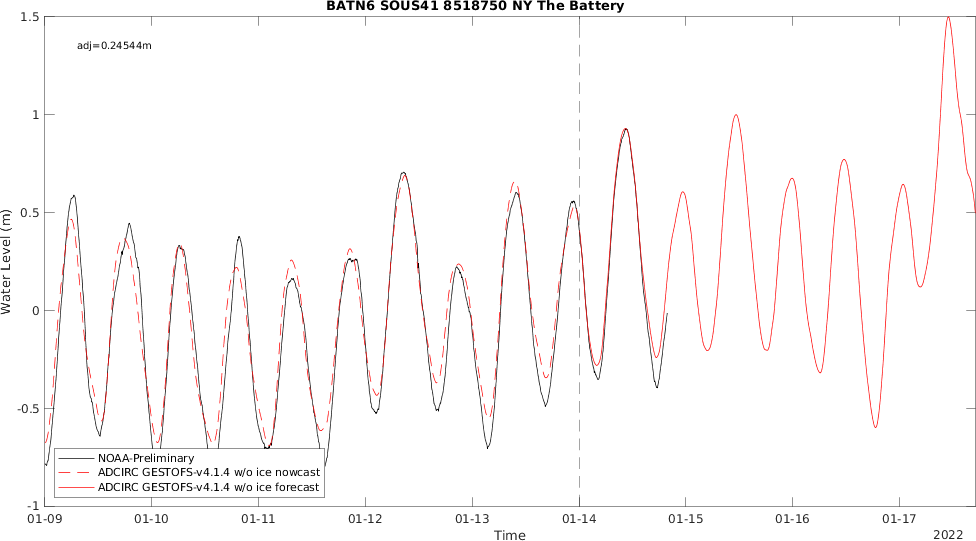 BATN6 SOUS41 8518750 NY The Battery
1.5
adj=0.24544m
1
0.5
0
-0.5
-1
Water Level (m)
NOAA-Preliminary
ADCIRC GESTOFS-v4.1.4 w/o ice nowcast
ADCIRC GESTOFS-v4.1.4 w/o ice forecast
01-09 01-10 01-11 01-12 01-13 01-14 01-15 01-16 01-17
Time
2022